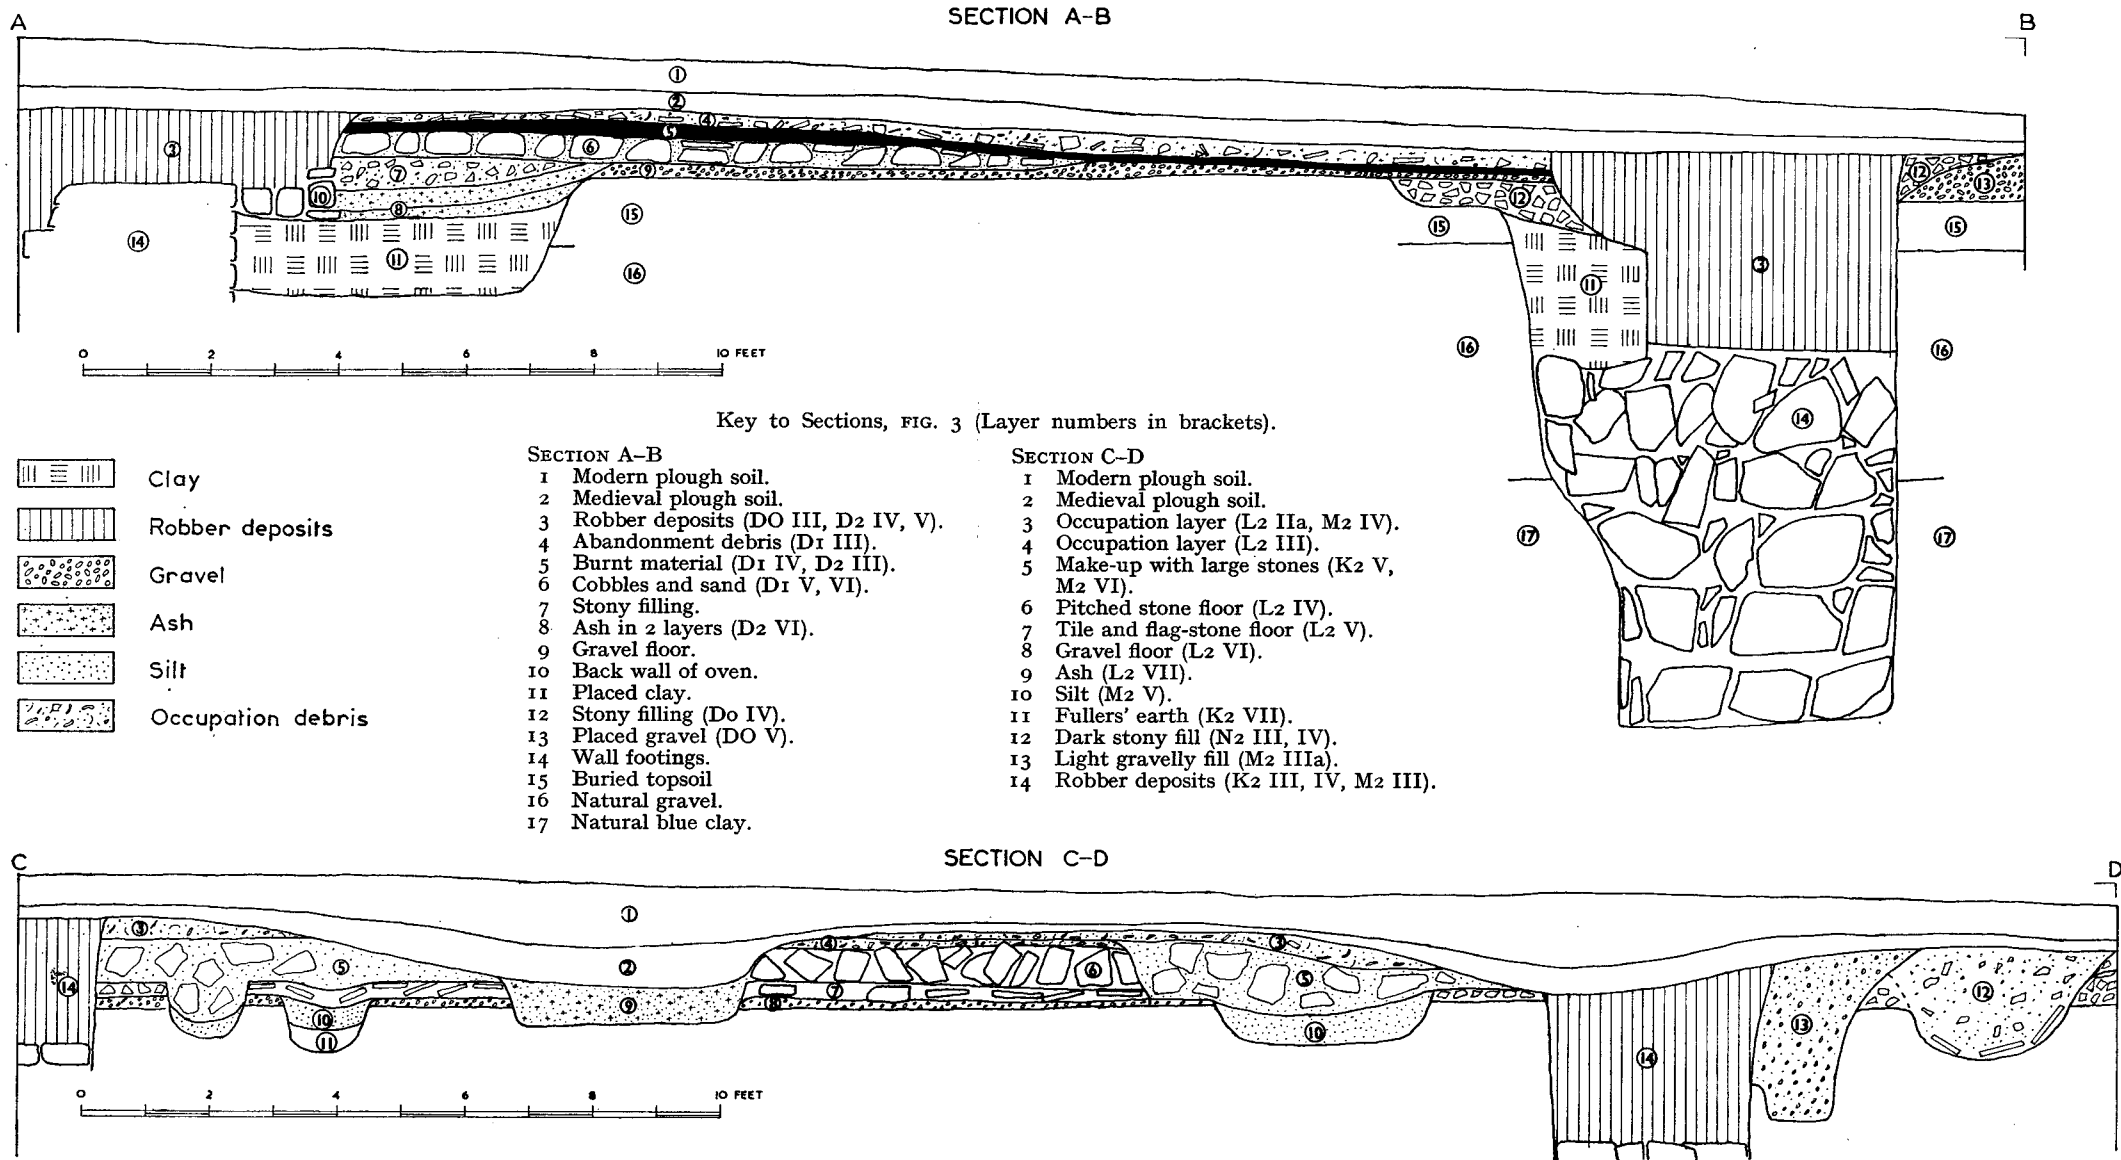 SECTION A-B
A
B
1
2
3
4
5
6
7
8
9
10
11
12
13
14
15
16
15
12
11
16
3
14
17
12
13
15
16
17
0 2 4 6 8 10 FEET
Key to Sections, FIG. 3 (Layer numbers in brackets).
Clay
Robber deposits
Gravel
Ash
Silt
Occupation debris
SECTION A–B
1 Modern plough soil.
2 Medieval plough soil.
3 Robber deposits (DO III, D2 IV, V).
4 Abandonment debris (D1 III).
5 Burnt material (D1 IV, D2 III).
6 Cobbles and sand (D1 V, VI).
7 Stony filling.
8 Ash in 2 layers (D2 VI).
9 Gravel floor.
10 Back wall of oven.
11 Placed clay.
12 Stony filling (Do IV).
13 Placed gravel (DO V).
14 Wall footings.
15 Buried topsoil
16 Natural gravel.
17 Natural blue clay.
SECTION C–D
1 Modern plough soil.
2 Medieval plough soil.
3 Occupation layer (L2 IIa, M2 IV).
4 Occupation layer (L2 III).
5 Make-up with large stones (K2 V,
M2 VI).
6 Pitched stone floor (L2 IV).
7 Tile and flag-stone floor (L2 V).
8 Gravel floor (L2 VI).
9 Ash (L2 VII).
10 Silt (M2 V).
11 Fullers' earth (K2 VII).
12 Dark stony fill (N2 III, IV).
13 Light gravelly fill (M2 IIIa).
14 Robber deposits (K2 III, IV, M2 III).
SECTION C-D
C
D
1
3
4
3
14
5
2
6
5
12
10
9
8
7
10
13
11
14
0 2 4 6 8 10 FEET